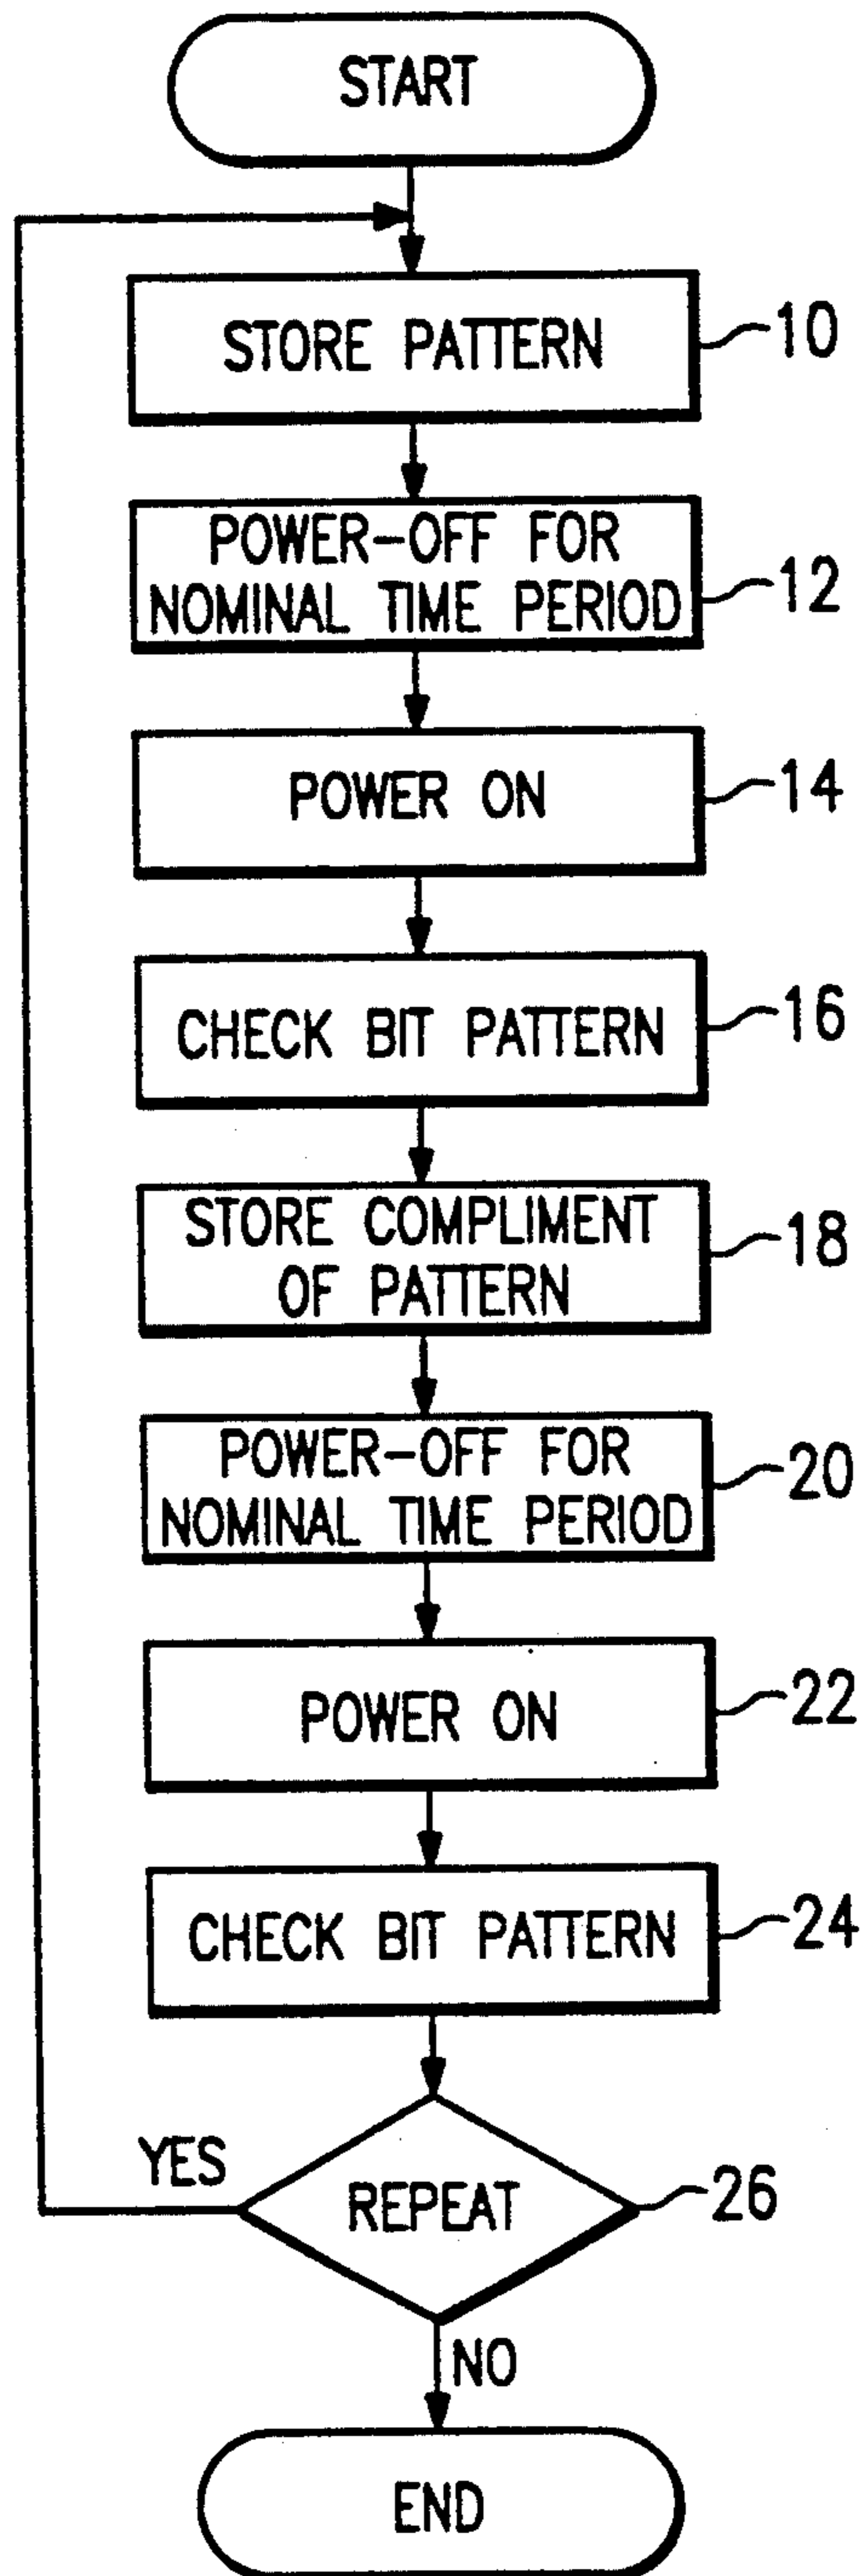 START
STORE PATTERN
10
POWER-OFF FOR
NOMINAL TIME PERIOD
12
POWER ON
14
CHECK BIT PATTERN
16
STORE COMPLIMENT
OF PATTERN
18
POWER-OFF FOR
NOMINAL TIME PERIOD
20
POWER ON
22
CHECK BIT PATTERN
24
YES
REPEAT
26
NO
END